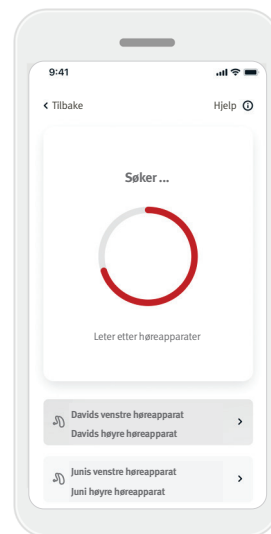 9:41
Tilbake
Hjelp
Søker ...
Leter etter høreapparater
Davids venstre høreapparat
Davids høyre høreapparat
Junis venstre høreapparat
Juni høyre høreapparat